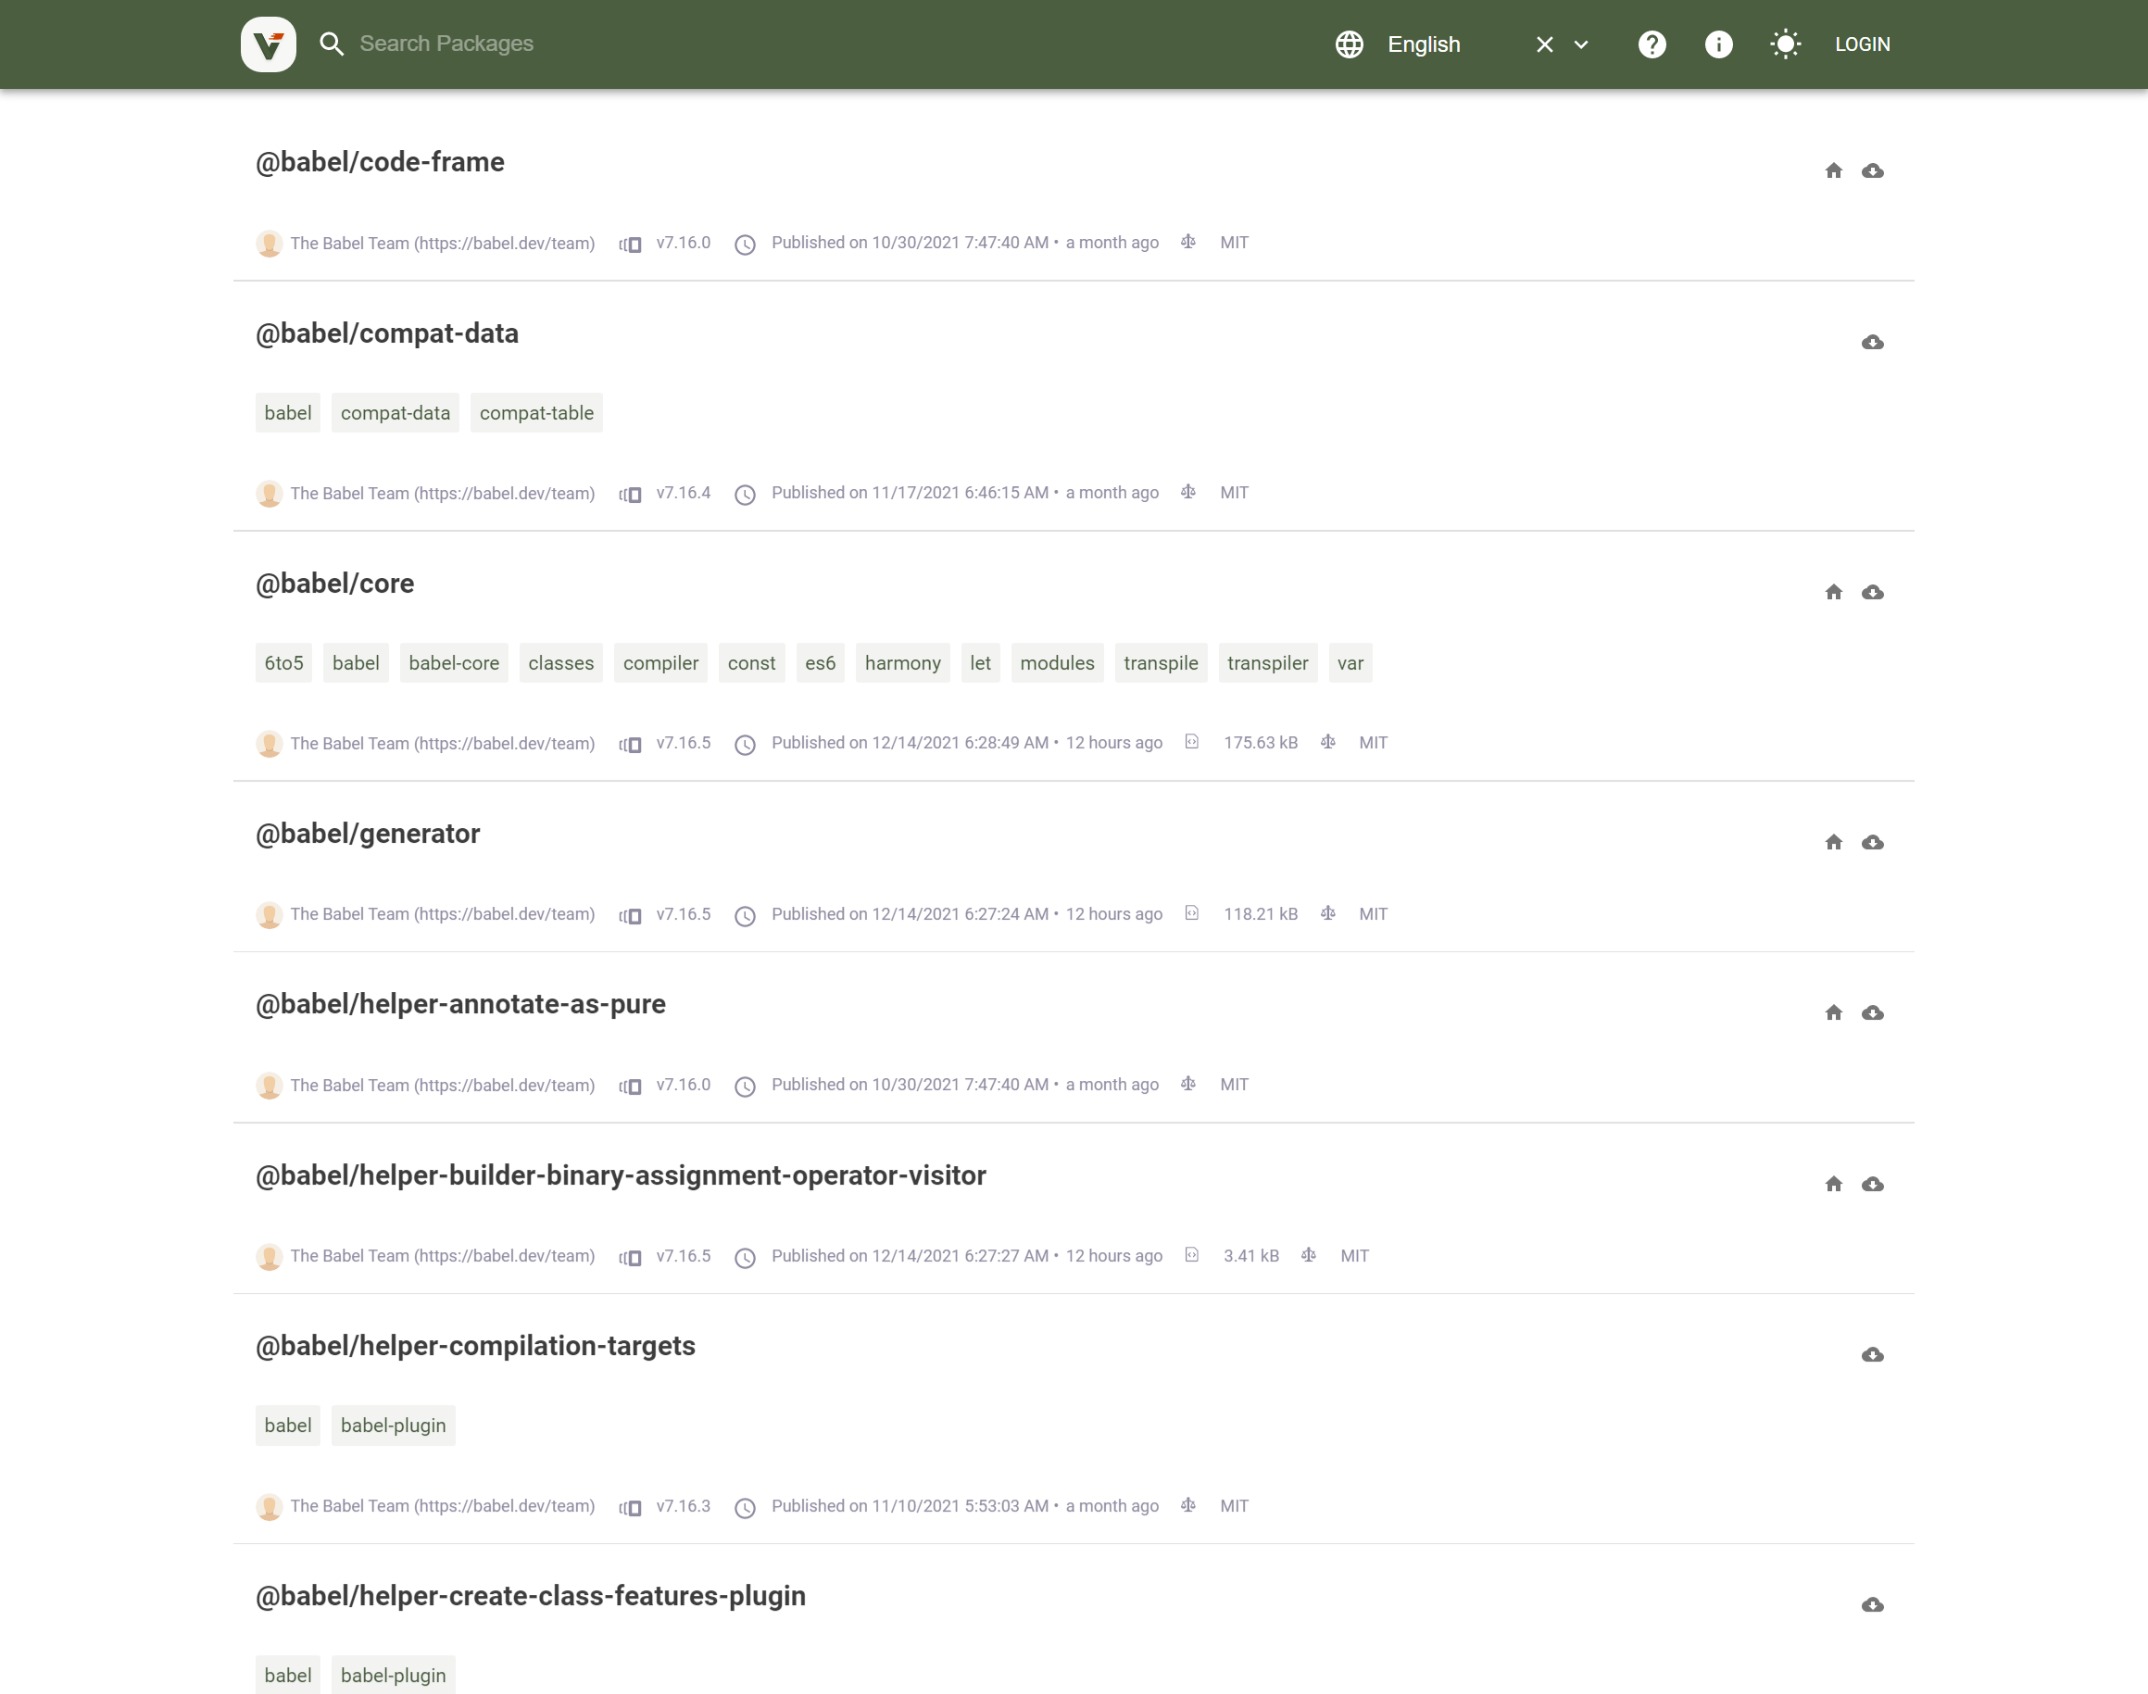 Search Packages English LOGIN
@babel/code-frame
The Babel Team (https://babel.dev/team) v7.16.0 Published on 10/30/2021 7:47:40 AM • a month ago MIT
@babel/compat-data
babel compat-data compat-table
The Babel Team (https://babel.dev/team) v7.16.4 Published on 11/17/2021 6:46:15 AM • a month ago MIT
@babel/core
6to5 babel babel-core classes compiler const es6 harmony let modules transpile transpiler var
The Babel Team (https://babel.dev/team) v7.16.5 Published on 12/14/2021 6:28:49 AM • 12 hours ago 175.63 kB MIT
@babel/generator
The Babel Team (https://babel.dev/team) v7.16.5 Published on 12/14/2021 6:27:24 AM • 12 hours ago 118.21 kB MIT
@babel/helper-annotate-as-pure
The Babel Team (https://babel.dev/team) v7.16.0 Published on 10/30/2021 7:47:40 AM • a month ago MIT
@babel/helper-builder-binary-assignment-operator-visitor
The Babel Team (https://babel.dev/team) v7.16.5 Published on 12/14/2021 6:27:27 AM • 12 hours ago 3.41 kB MIT
@babel/helper-compilation-targets
babel babel-plugin
The Babel Team (https://babel.dev/team) v7.16.3 Published on 11/10/2021 5:53:03 AM • a month ago MIT
@babel/helper-create-class-features-plugin
babel babel-plugin